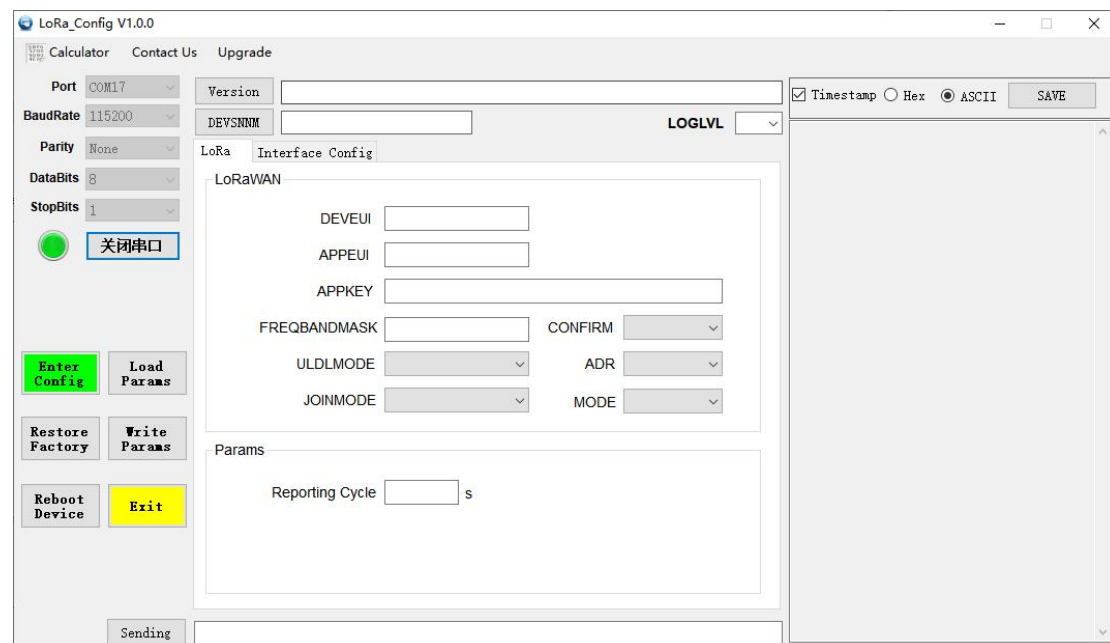 LoRa_Config V1.0.0
Calculator Contact Us Upgrade
Port COM17
BaudRate 115200
Parity None
DataBits 8
StopBits 1
关闭串口
Enter Config
Load Params
Restore Factory
Write Params
Reboot Device
Exit
Sending
Version
DEVSNNM
LOGLVL
LoRa Interface Config
LoRaWAN
DEVEUI
APPEUI
APPKEY
FREQBANDMASK CONFIRM
ULDLMODE ADR
JOINMODE MODE
Params
Reporting Cycle s
Timestamp Hex ASCII SAVE